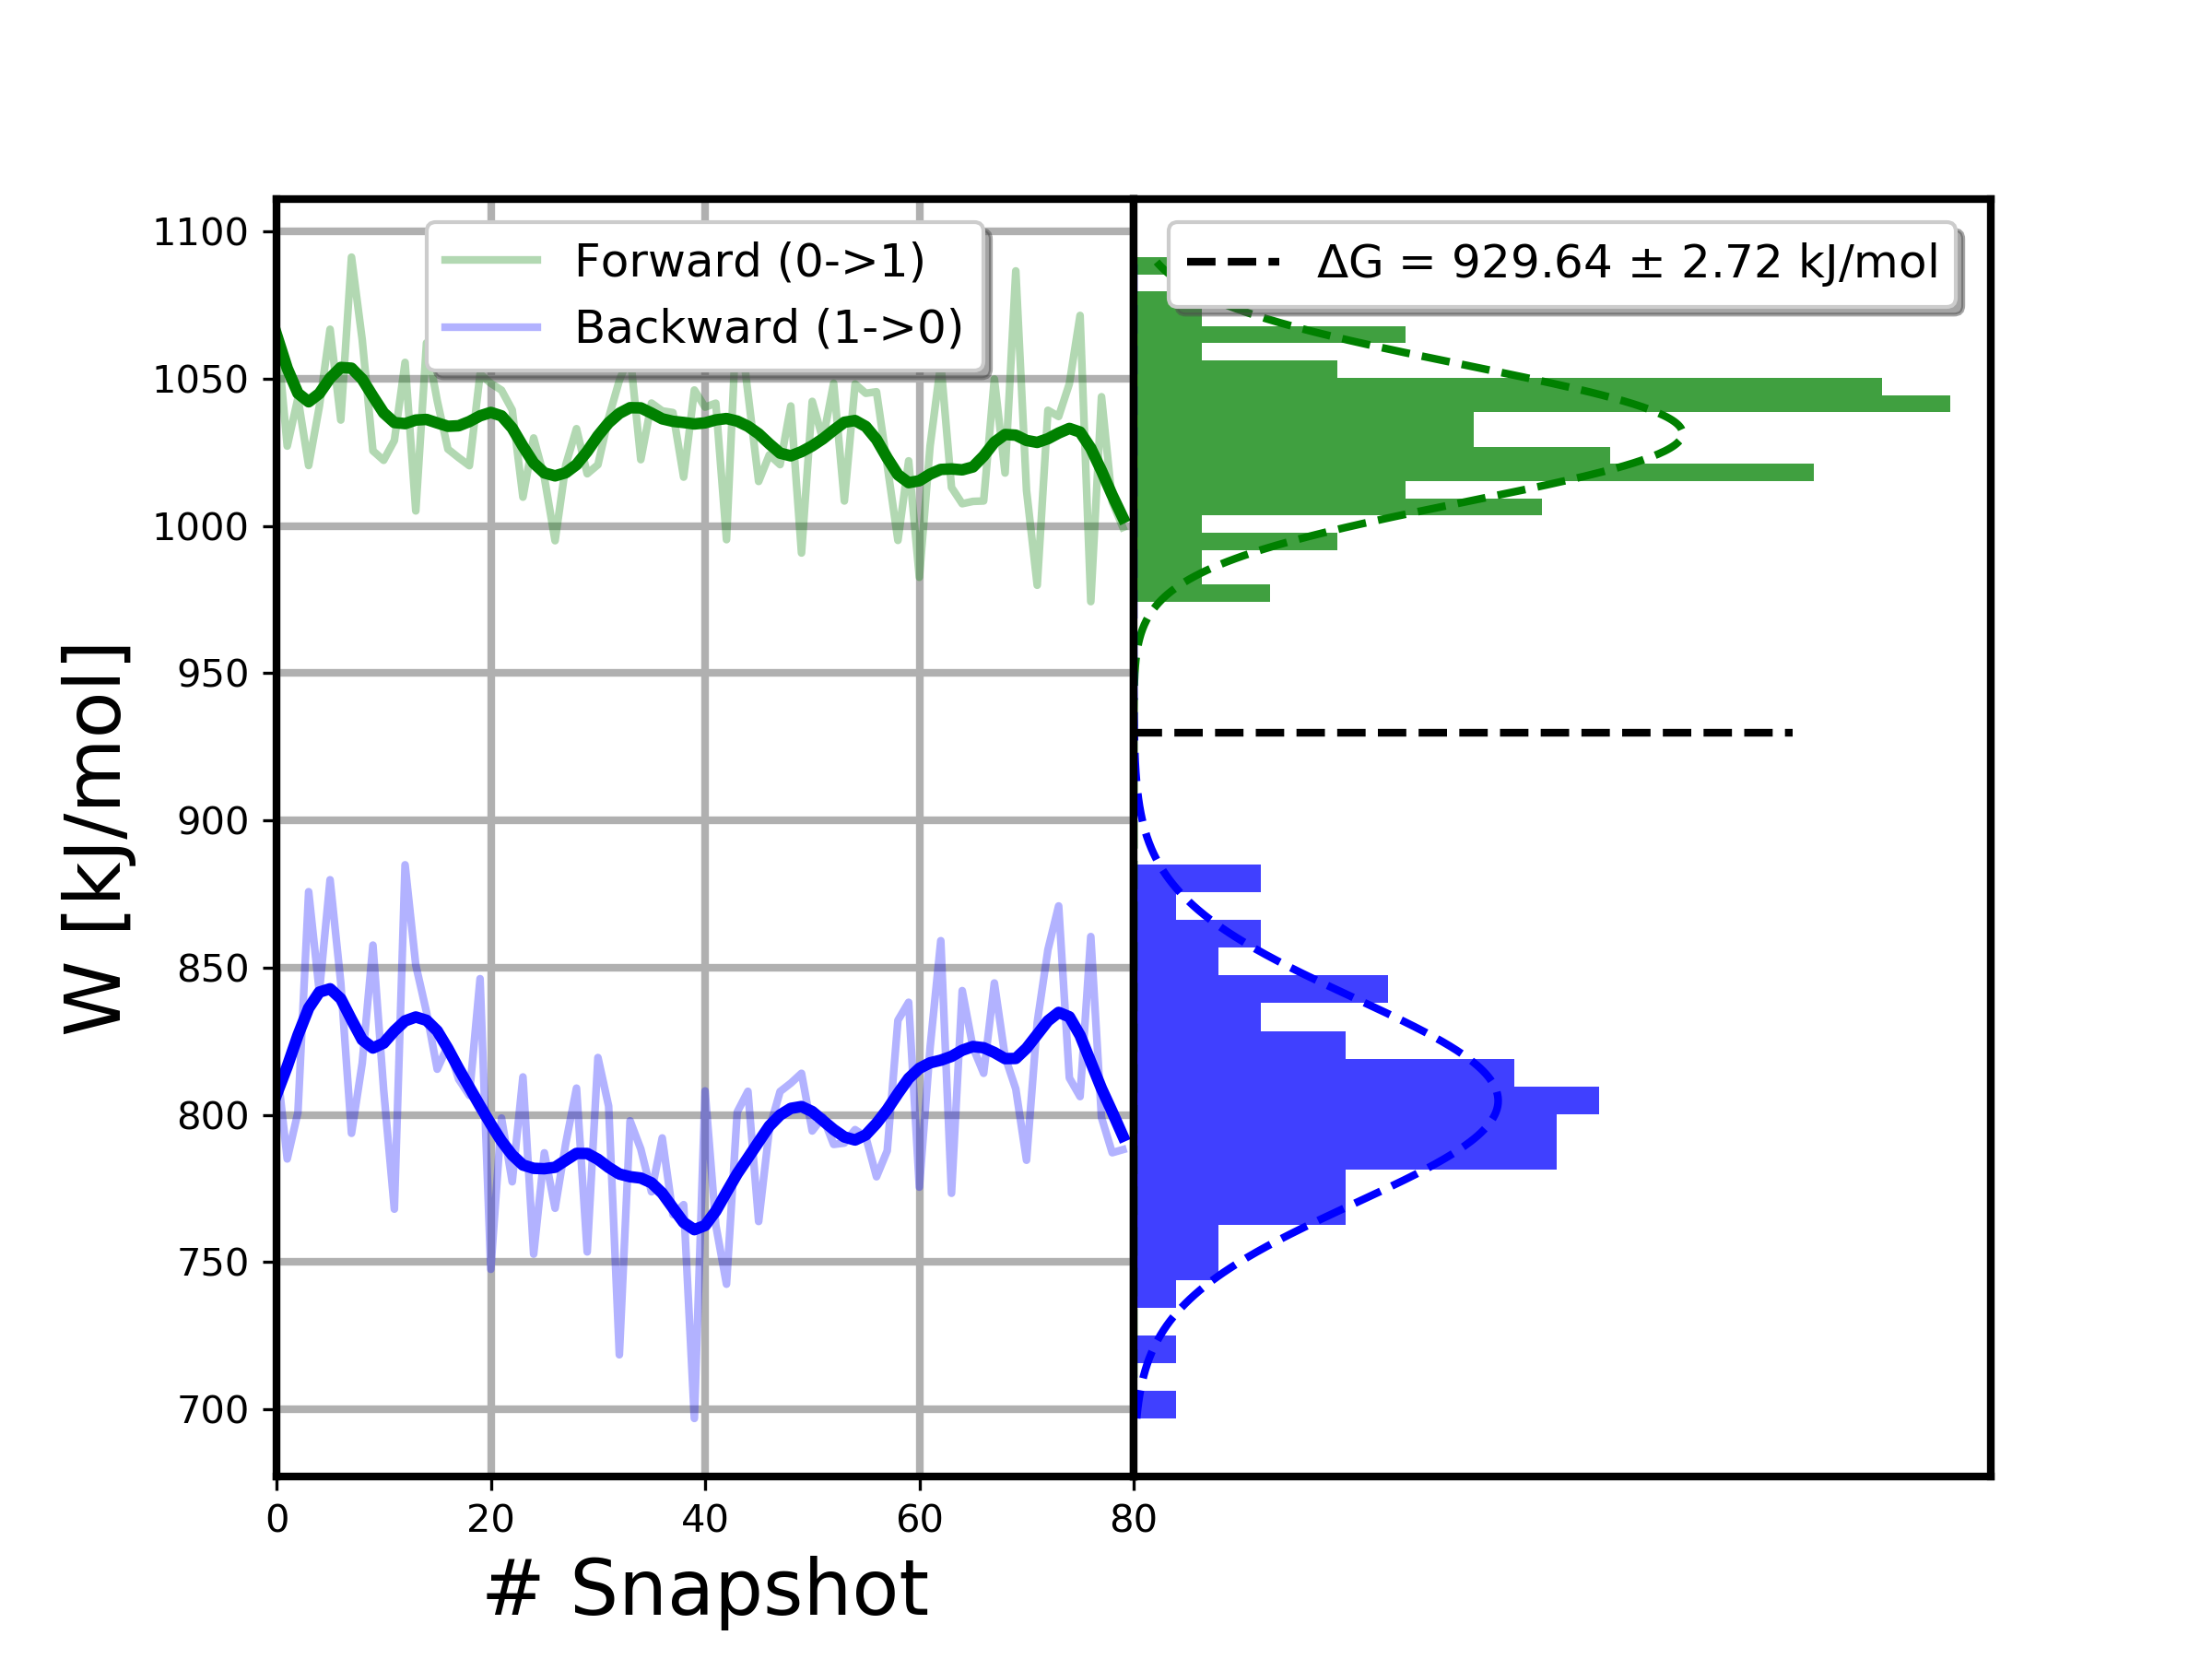 Forward (0->1)
Backward (1->0)
ΔG = 929.64 ± 2.72 kJ/mol
W [kJ/mol]
1100
1050
1000
950
900
850
800
750
700
0 20 40 60 80
# Snapshot